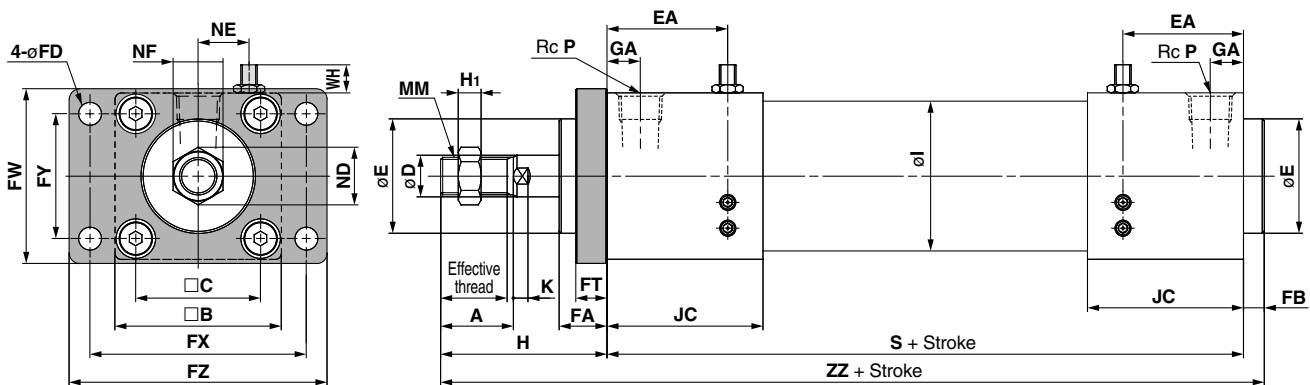 EA
EA
NE
4-øFD
NF
Rc P
GA
Rc P
GA
WH
MM
H1
FW
FY
ND
øE
øD
øI
øE
Effective
thread
K
FT
□C
A
FA
JC
JC
FB
□B
H
S + Stroke
FX
FZ
ZZ + Stroke